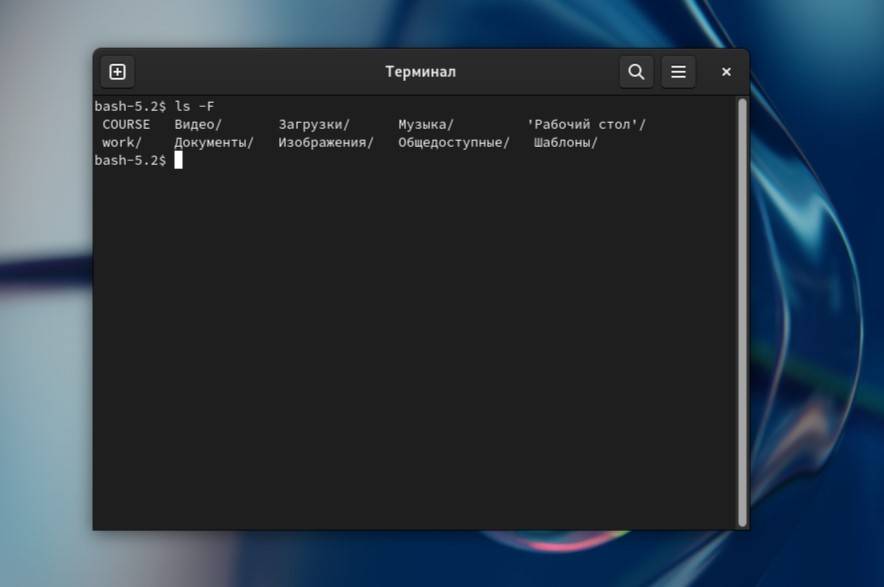 Терминал
bash-5.2$ ls -F
COURSE Видео/ Загрузки/ Музыка/ 'Рабочий стол'/
work/ Документы/ Изображения/ Общедоступные/ Шаблоны/
bash-5.2$